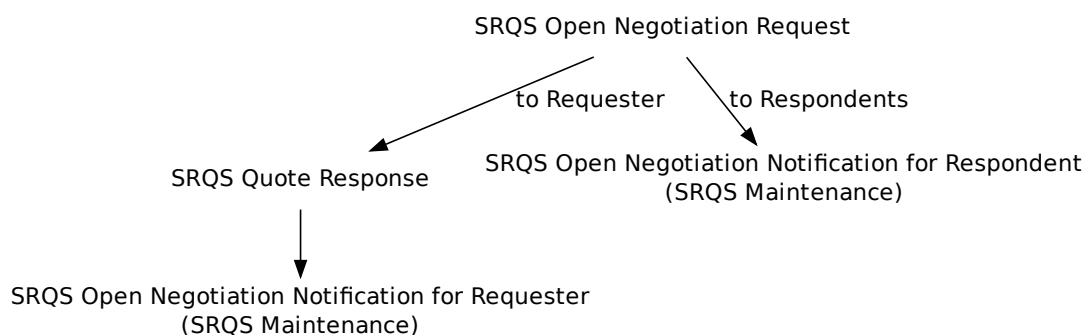 SRQS Open Negotiation Request
to Requester
to Respondents
SRQS Quote Response
SRQS Open Negotiation Notification for Respondent
(SRQS Maintenance)
SRQS Open Negotiation Notification for Requester
(SRQS Maintenance)